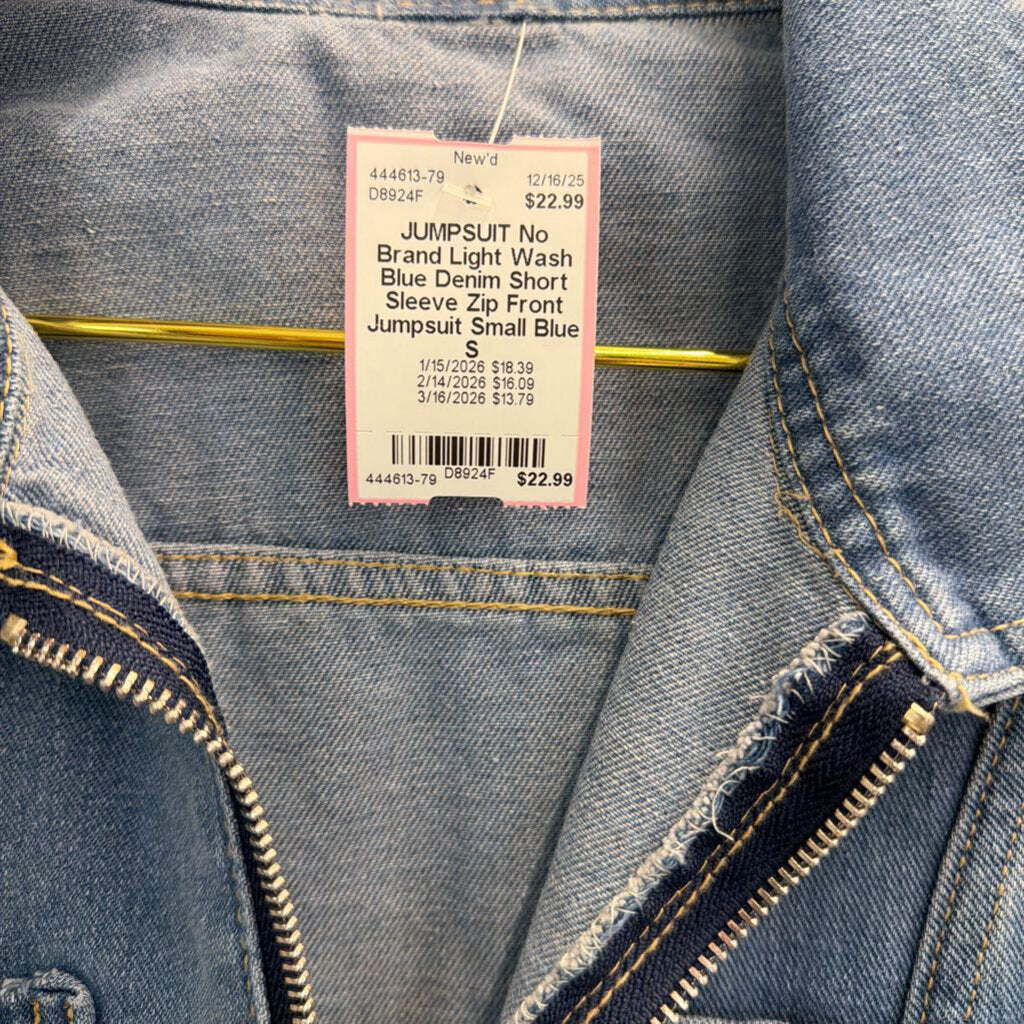 New'd
444613-79 12/16/25
D8924F $22.99
JUMPSUIT No
Brand Light Wash
Blue Denim Short
Sleeve Zip Front
Jumpsuit Small Blue
S
1/15/2026 $18.39
2/14/2026 $16.09
3/16/2026 $13.79
444613-79 D8924F $22.99